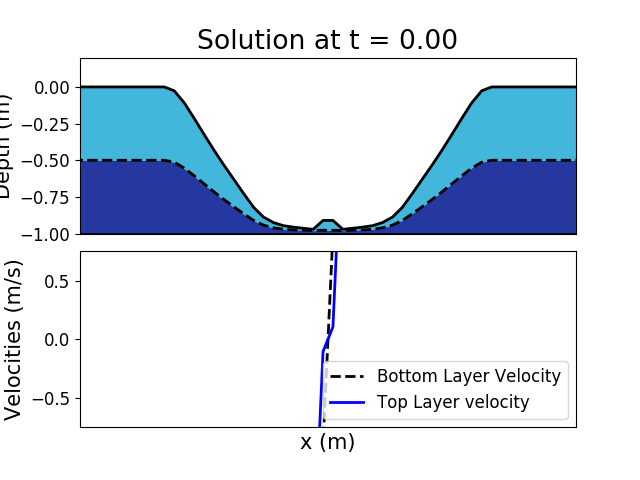 Solution at t = 0.00
Depth (m)
0.00
−0.25
−0.50
−0.75
−1.00
Velocities (m/s)
0.5
0.0
−0.5
Bottom Layer Velocity
Top Layer velocity
x (m)